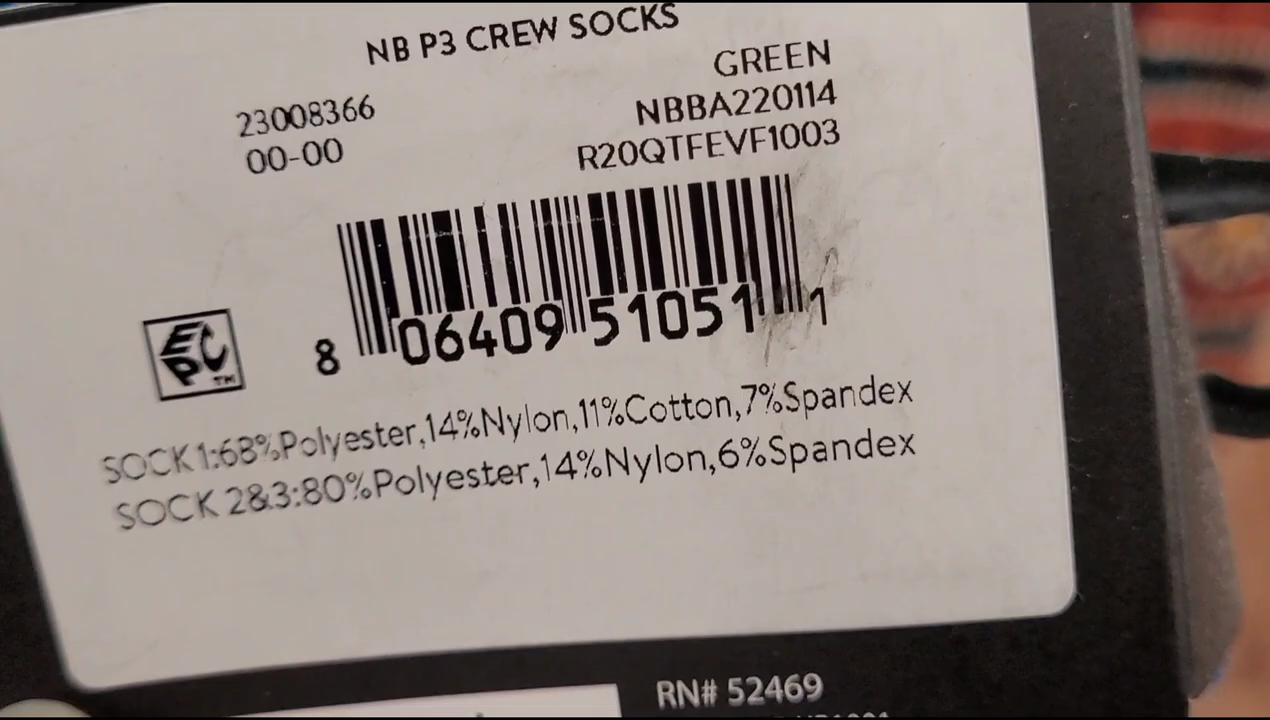 NB P3 CREW SOCKS
GREEN
23008366 NBBA220114
00-00 R20QTFEVF1003
8 06409 51051 1
EPC™
SOCK 1:68%Polyester,14%Nylon,11%Cotton,7%Spandex
SOCK 2&3:80%Polyester,14%Nylon,6%Spandex
RN# 52469